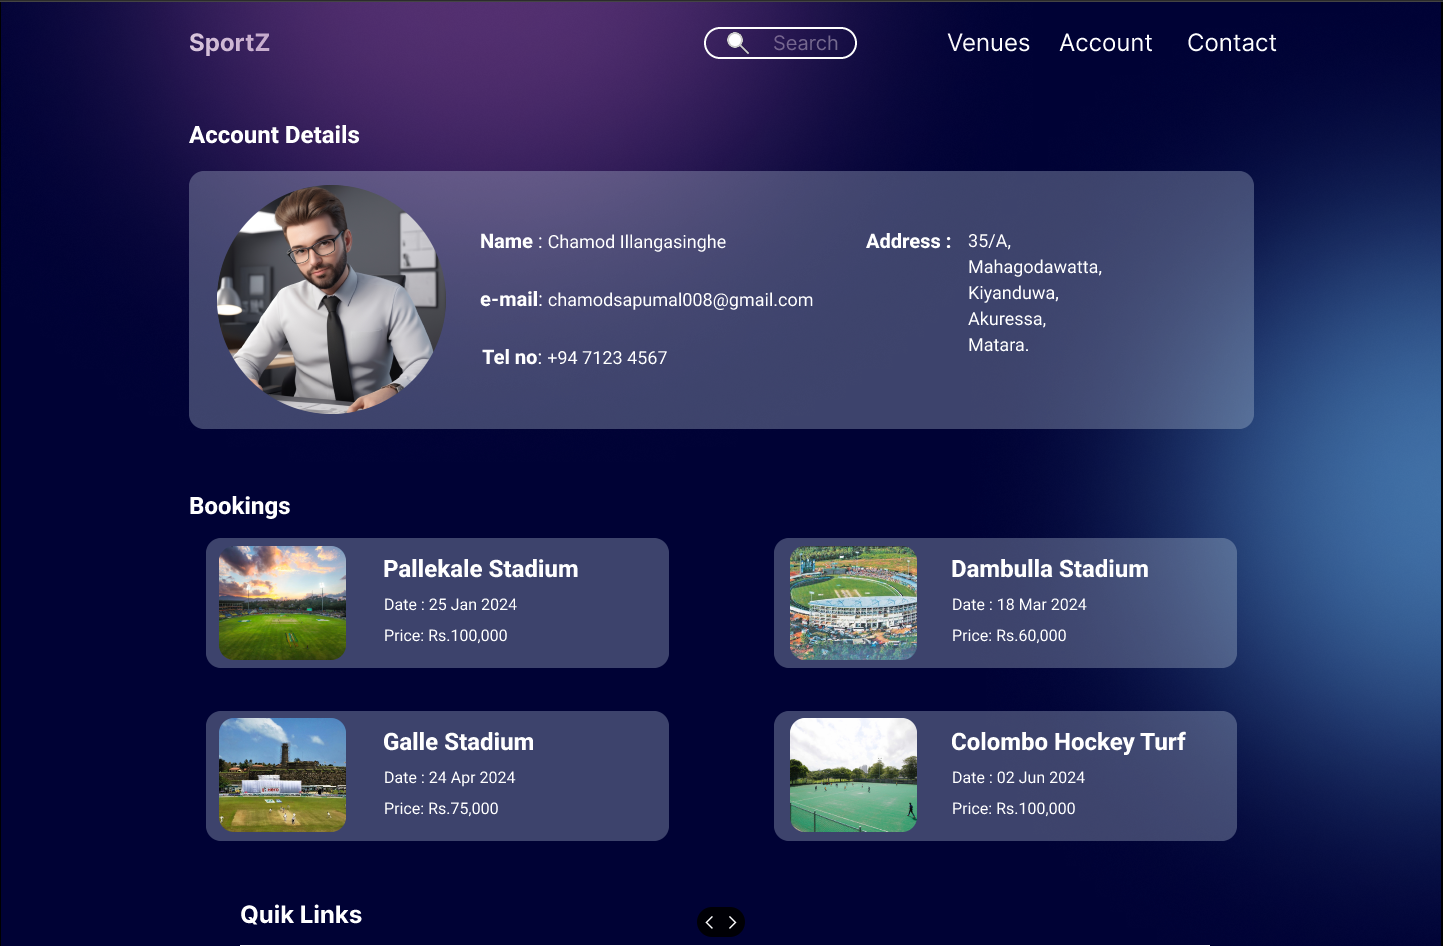 SportZ
Search
Venues Account Contact
Account Details
Name : Chamod Illangasinghe
e-mail: chamodsapumal008@gmail.com
Tel no: +94 7123 4567
Address : 35/A,
Mahagodawatta,
Kiyanduwa,
Akuressa,
Matara.
Bookings
Pallekale Stadium
Date : 25 Jan 2024
Price: Rs.100,000
Dambulla Stadium
Date : 18 Mar 2024
Price: Rs.60,000
Galle Stadium
Date : 24 Apr 2024
Price: Rs.75,000
Colombo Hockey Turf
Date : 02 Jun 2024
Price: Rs.100,000
Quik Links